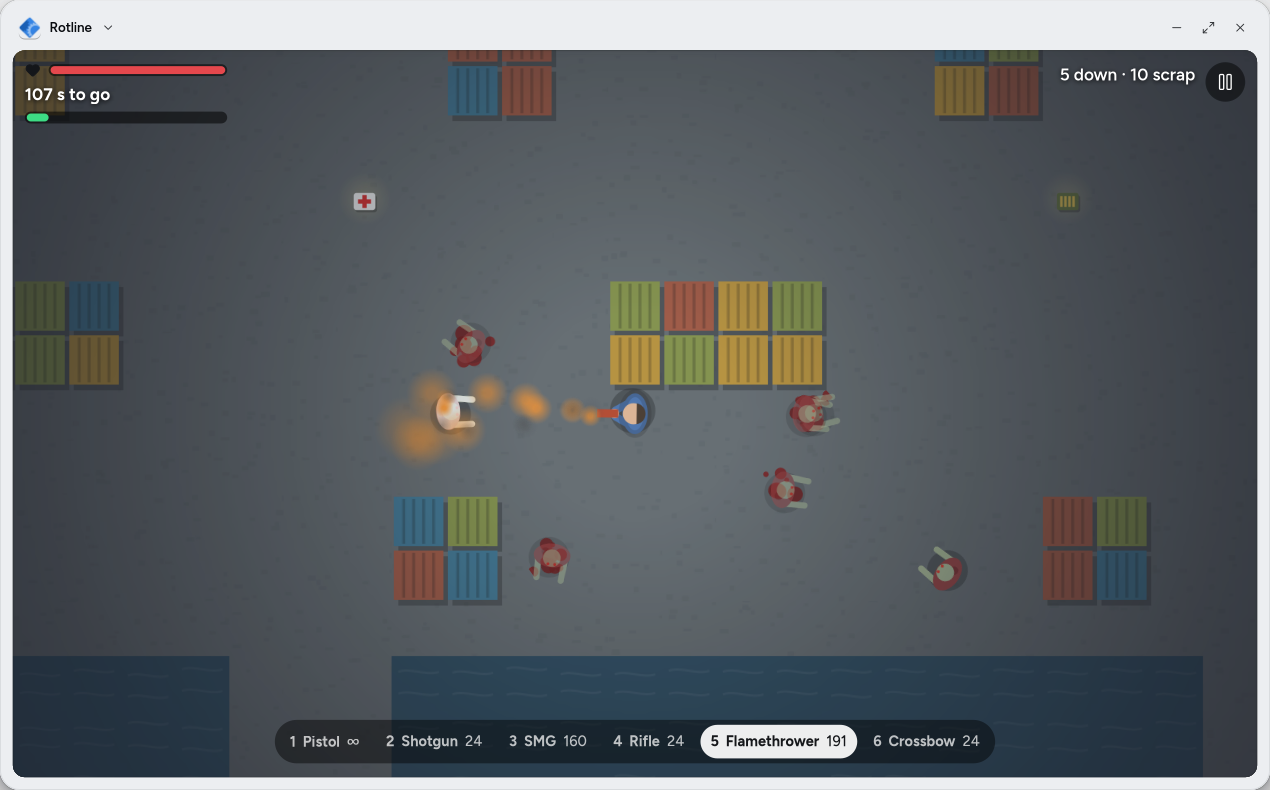 Rotline
107 s to go
5 down · 10 scrap
1 Pistol ∞ 2 Shotgun 24 3 SMG 160 4 Rifle 24 5 Flamethrower 191 6 Crossbow 24